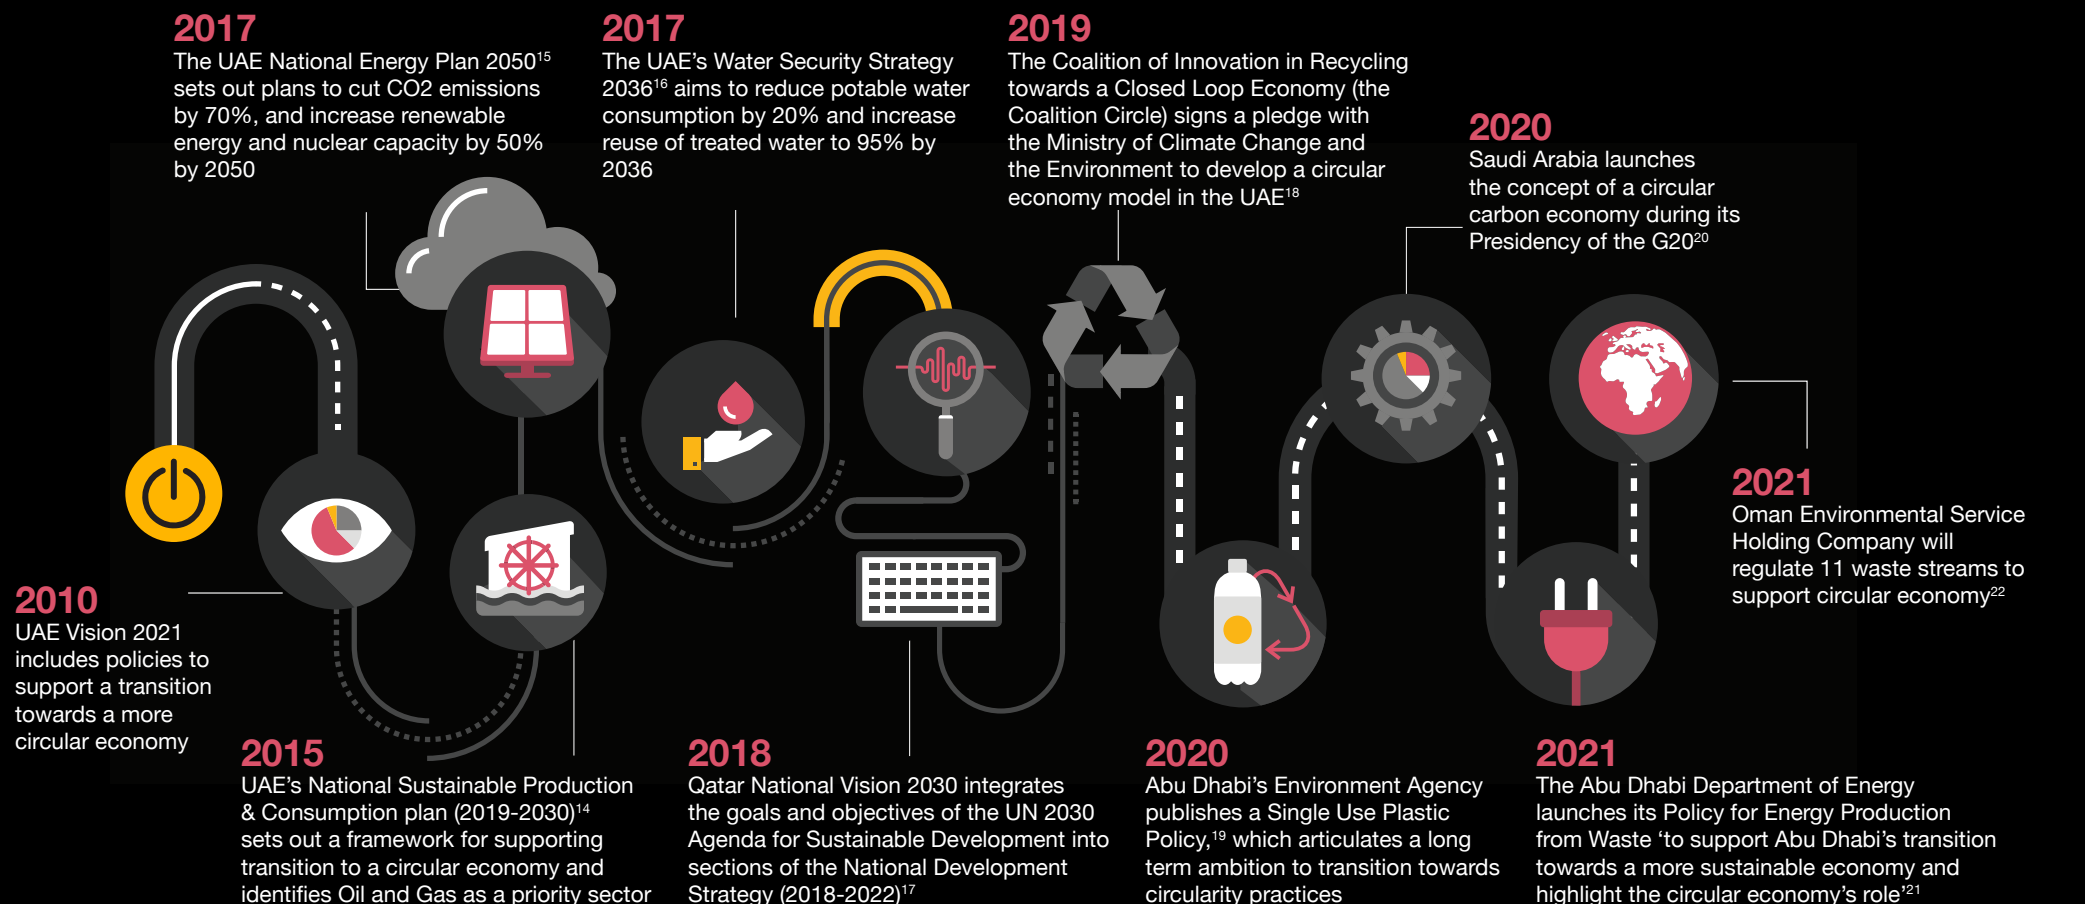 2017
The UAE National Energy Plan 2050¹⁵
sets out plans to cut CO2 emissions
by 70%, and increase renewable
energy and nuclear capacity by 50%
by 2050
2017
The UAE’s Water Security Strategy
2036¹⁶ aims to reduce potable water
consumption by 20% and increase
reuse of treated water to 95% by
2036
2019
The Coalition of Innovation in Recycling
towards a Closed Loop Economy (the
Coalition Circle) signs a pledge with
the Ministry of Climate Change and
the Environment to develop a circular
economy model in the UAE¹⁸
2020
Saudi Arabia launches
the concept of a circular
carbon economy during its
Presidency of the G20²⁰
2021
Oman Environmental Service
Holding Company will
regulate 11 waste streams to
support circular economy²²
2010
UAE Vision 2021
includes policies to
support a transition
towards a more
circular economy
2015
UAE’s National Sustainable Production
& Consumption plan (2019-2030)¹⁴
sets out a framework for supporting
transition to a circular economy and
identifies Oil and Gas as a priority sector
2018
Qatar National Vision 2030 integrates
the goals and objectives of the UN 2030
Agenda for Sustainable Development into
sections of the National Development
Strategy (2018-2022)¹⁷
2020
Abu Dhabi’s Environment Agency
publishes a Single Use Plastic
Policy,¹⁹ which articulates a long
term ambition to transition towards
circularity practices
2021
The Abu Dhabi Department of Energy
launches its Policy for Energy Production
from Waste ‘to support Abu Dhabi’s transition
towards a more sustainable economy and
highlight the circular economy’s role’²¹